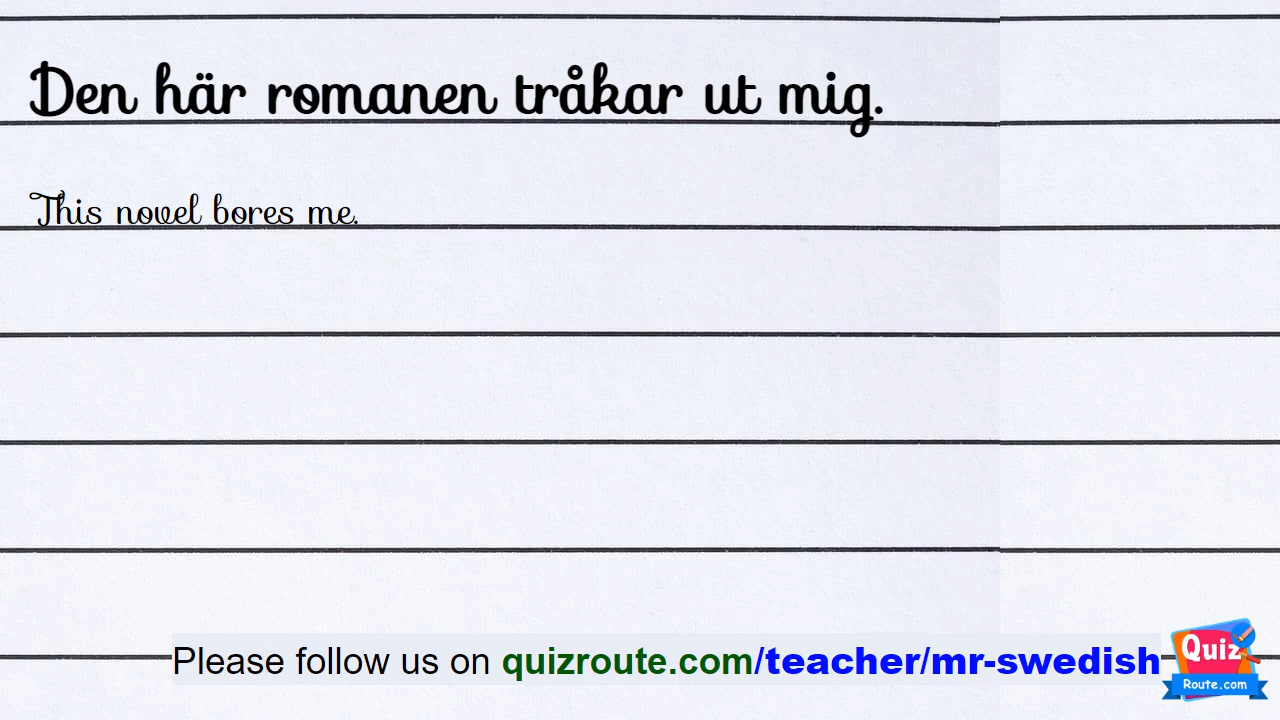 Den här romanen tråkar ut mig.
This novel bores me.
Please follow us on quizroute.com/teacher/mr-swedish
Quiz
Route.com